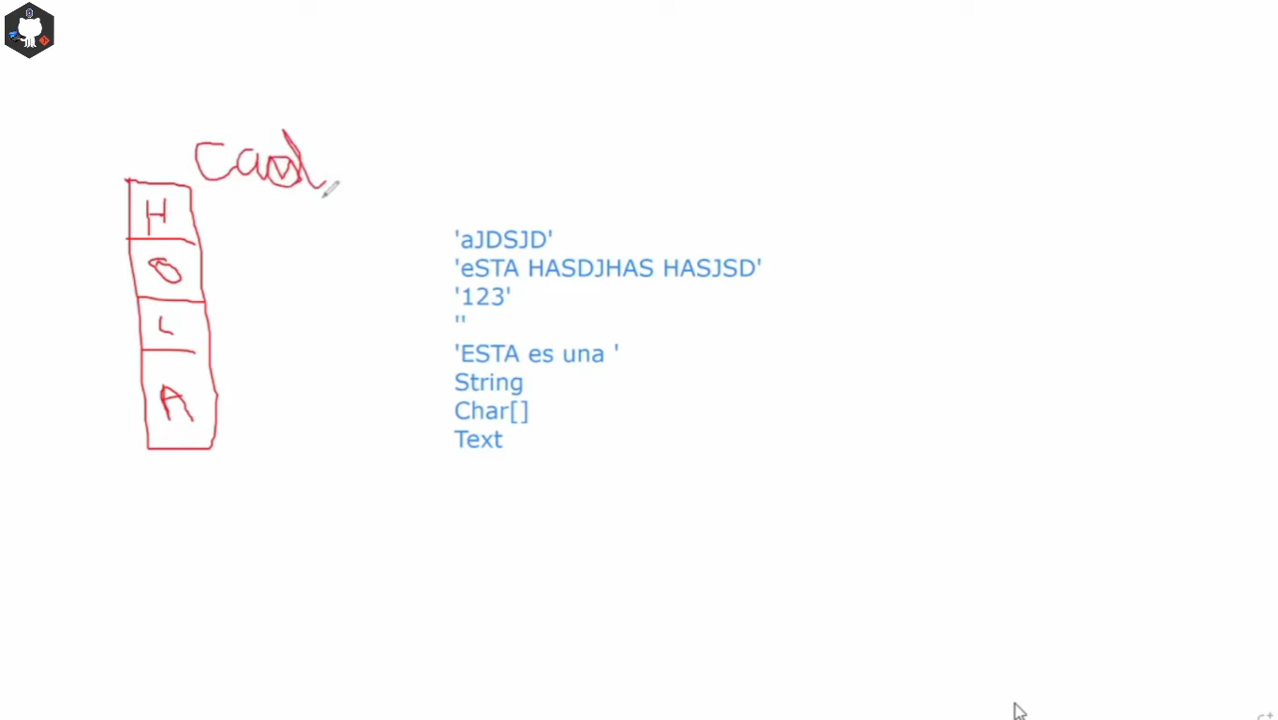 cad
H
O
L
A
'aJDSJD'
'eSTA HASDJHAS HASJSD'
'123'
''
'ESTA es una '
String
Char[]
Text